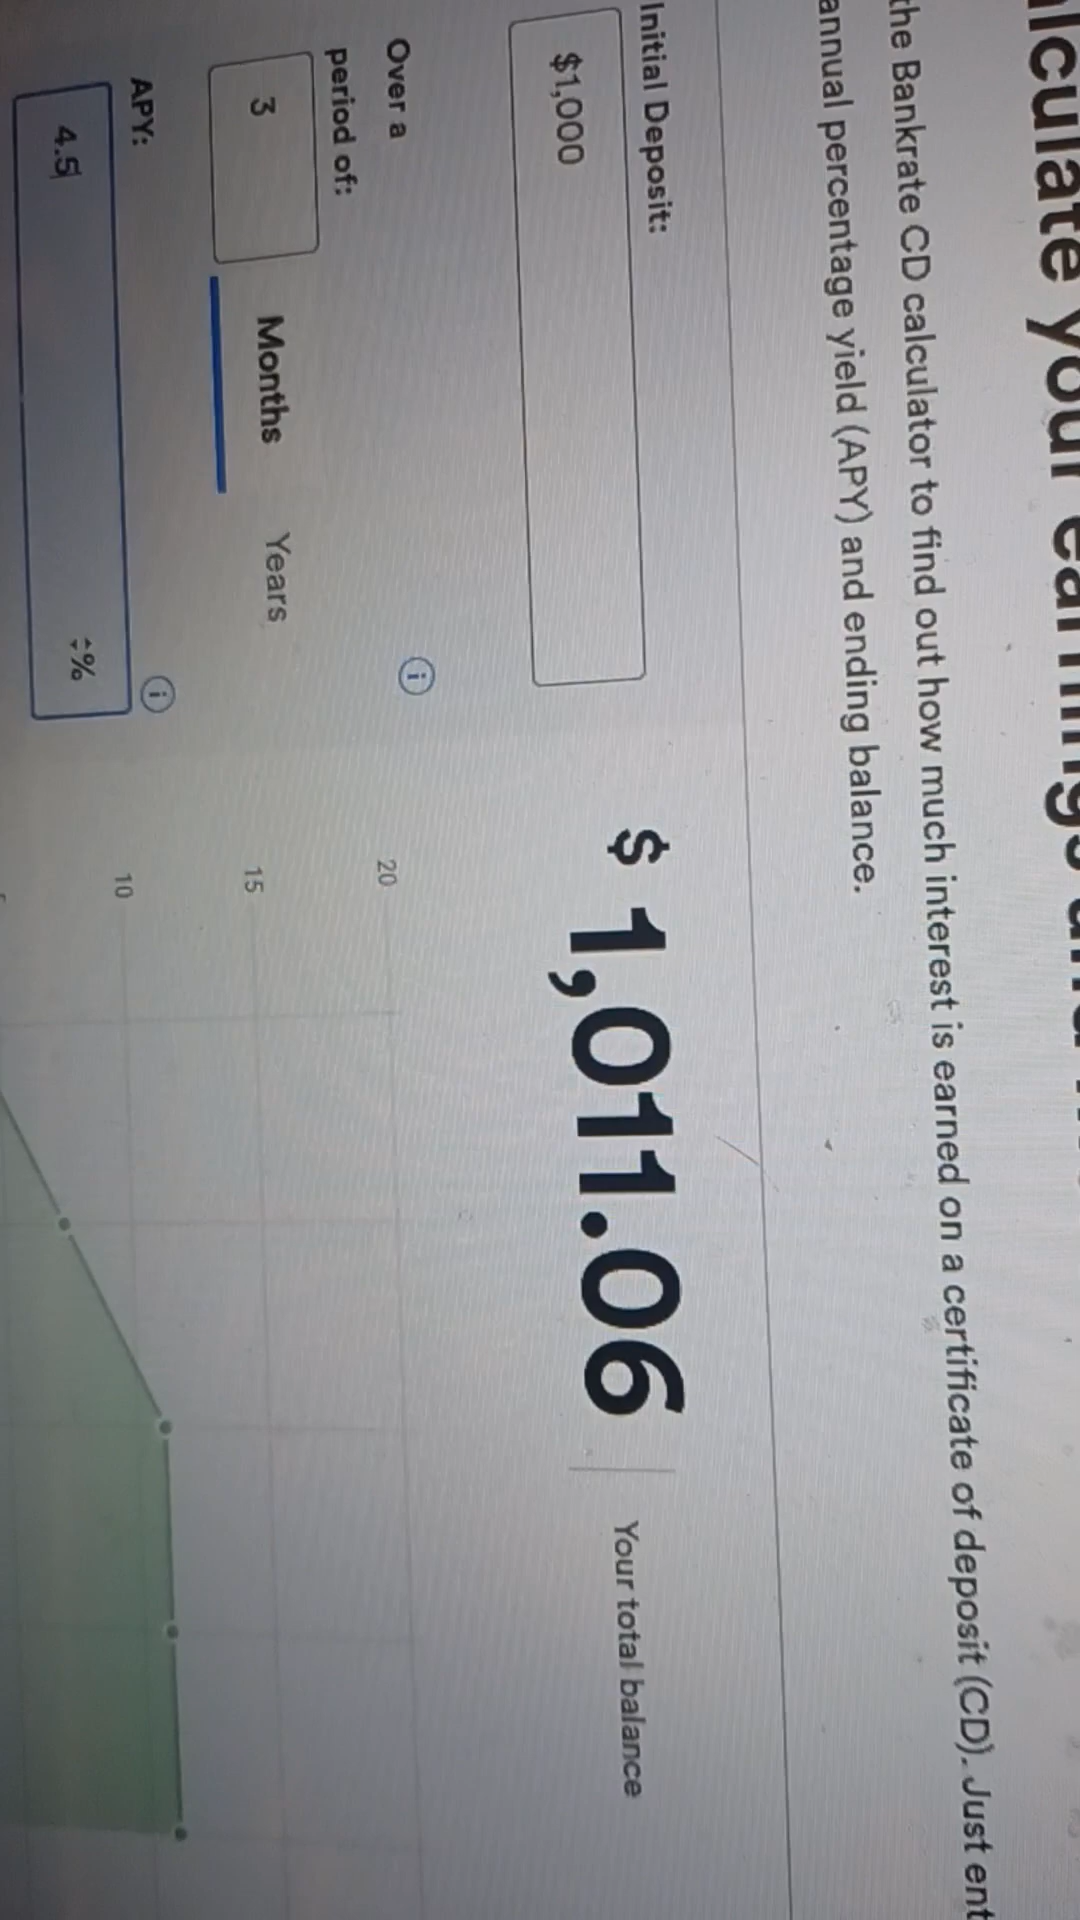 the Bankrate CD calculator to find out how much interest is earned on a certificate of deposit (CD). Just ent
annual percentage yield (APY) and ending balance.
Initial Deposit:
$1,000
$ 1,011.06
Your total balance
Over a
period of:
3
Months
Years
APY:
4.5
%
20
15
10